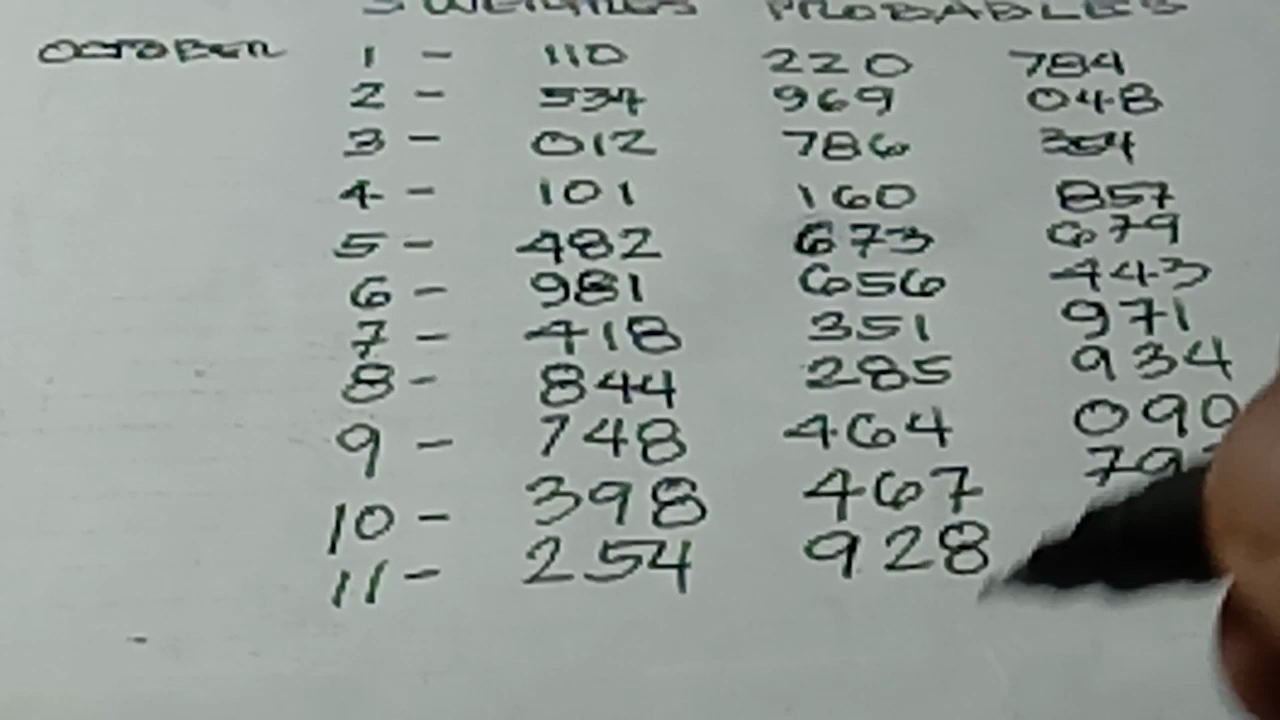 PROBABLES
OCTOBER 1 - 110 220 784
2 - 534 969 048
3 - 012 786 354
4 - 101 160 857
5 - 482 673 679
6 - 981 656 443
7 - 418 351 971
8 - 844 285 934
9 - 748 464 090
10 - 398 467
11 - 254 928